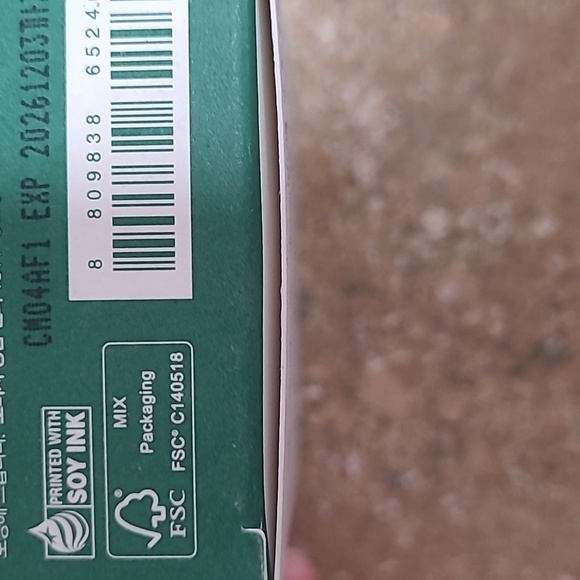 CM04AF1 EXP 20261203
8 809838 6524
MIX
Packaging
FSC® C140518
FSC
PRINTED WITH
SOY INK